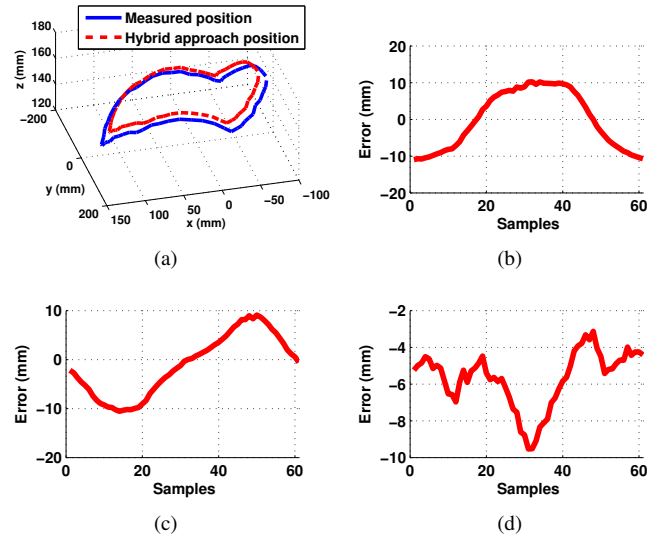 Measured position
Hybrid approach position
180
160
140
120
z (mm)
−200
0
200
y (mm)
150
100
50
0
−50
−100
x (mm)
(a)
20
10
0
−10
−20
Error (mm)
0
20
40
60
Samples
(b)
10
0
−10
−20
Error (mm)
0
20
40
60
Samples
(c)
−2
−4
−6
−8
−10
Error (mm)
0
20
40
60
Samples
(d)